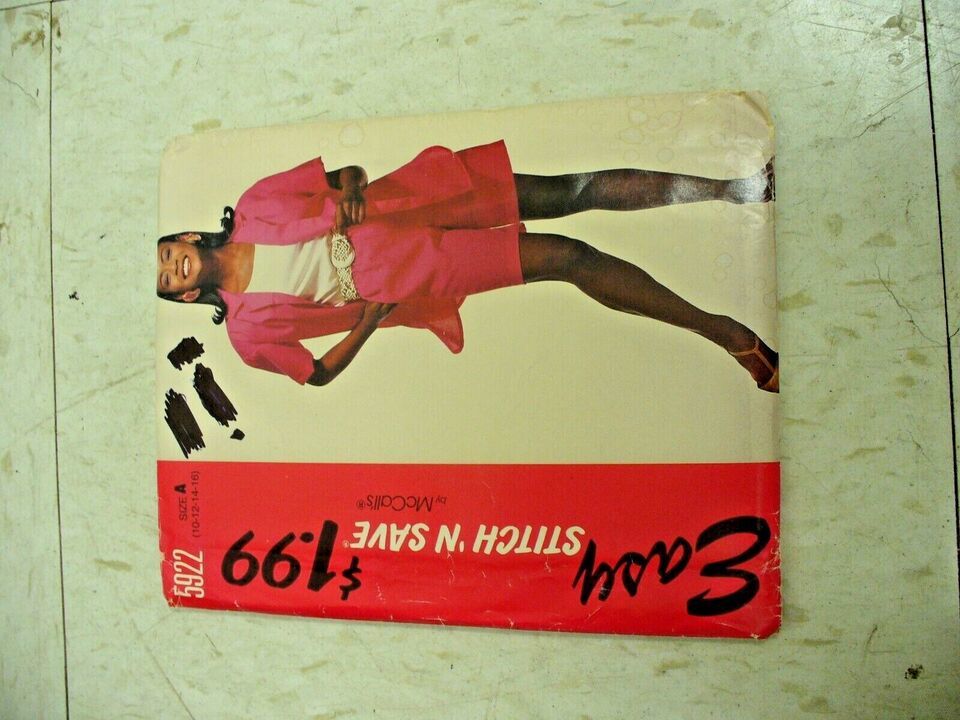 Easy
STITCH 'N SAVE®
by McCall's®
$1.99
5922
SIZE A
(10-12-14-16)